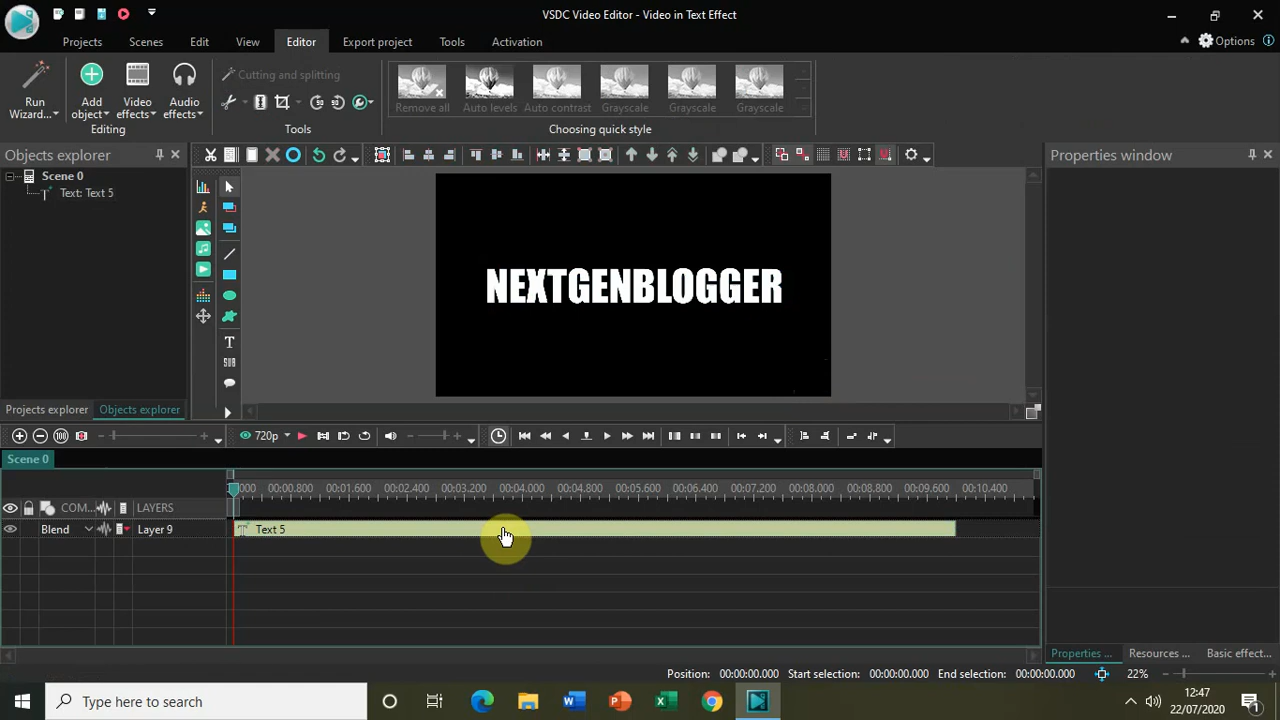 VSDC Video Editor - Video in Text Effect
Projects Scenes Edit View Editor Export project Tools Activation
Options
Run Wizard...
Add object
Video effects
Audio effects
Editing
Cutting and splitting
Tools
Remove all Auto levels Auto contrast Grayscale Grayscale Grayscale
Choosing quick style
Objects explorer
Scene 0
Text: Text 5
Projects explorer Objects explorer
Properties window
NEXTGENBLOGGER
T
SUB
720p
Scene 0
000 00:00.800 00:01.600 00:02.400 00:03.200 00:04.000 00:04.800 00:05.600 00:06.400 00:07.200 00:08.000 00:08.800 00:09.600 00:10.400
COM... LAYERS
Blend Layer 9 Text 5
Properties ... Resources ... Basic effect...
Position: 00:00:00.000 Start selection: 00:00:00.000 End selection: 00:00:00.000 22%
Type here to search
12:47
22/07/2020
1